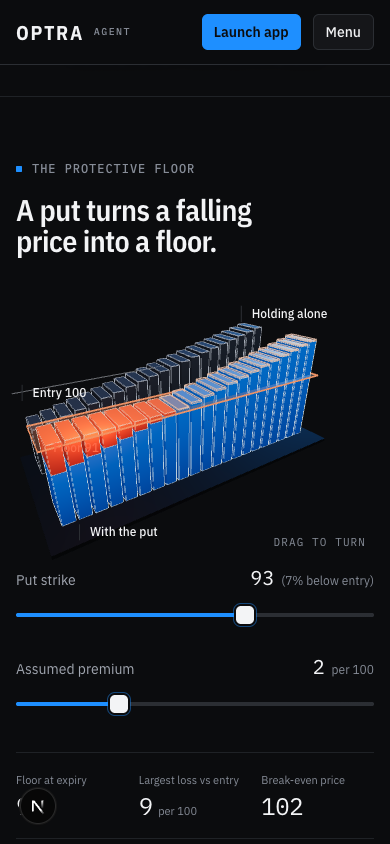 OPTRA AGENT Launch app Menu
THE PROTECTIVE FLOOR
A put turns a falling
price into a floor.
Holding alone
Entry 100
With the put
DRAG TO TURN
Put strike 93 (7% below entry)
Assumed premium 2 per 100
Floor at expiry Largest loss vs entry Break-even price
N 9 per 100 102